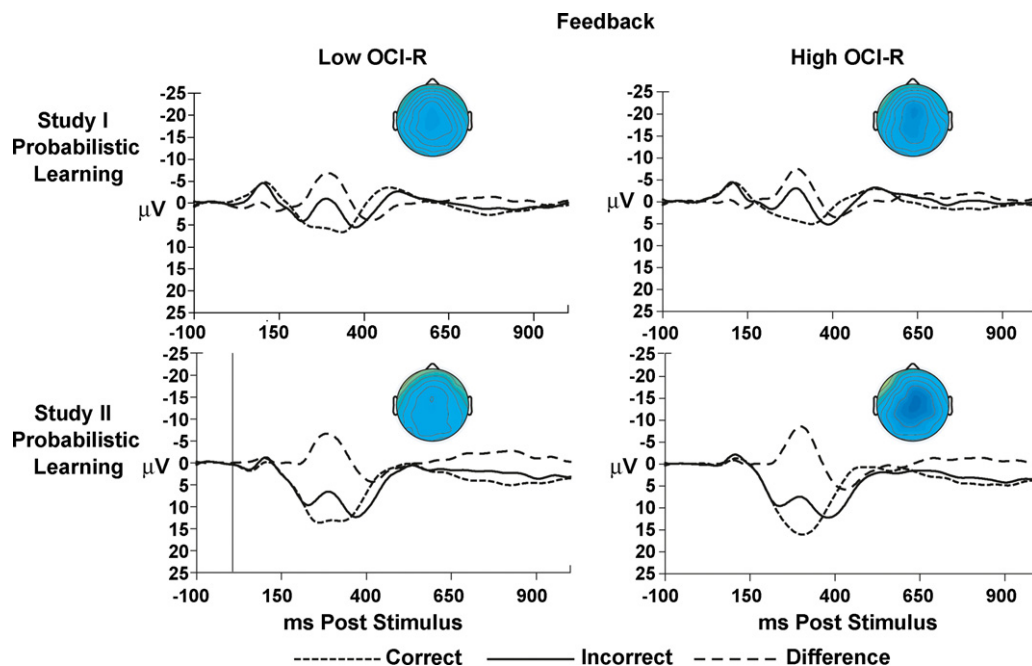 Feedback
Low OCI-R
High OCI-R
Study I
Probabilistic
Learning
-25
-20
-15
-10
-5
μV 0
5
10
15
20
25
-100 150 400 650 900
-25
-20
-15
-10
-5
μV 0
5
10
15
20
25
-100 150 400 650 900
Study II
Probabilistic
Learning
-25
-20
-15
-10
-5
μV 0
5
10
15
20
25
-100 150 400 650 900
ms Post Stimulus
-25
-20
-15
-10
-5
μV 0
5
10
15
20
25
-100 150 400 650 900
ms Post Stimulus
Correct Incorrect Difference